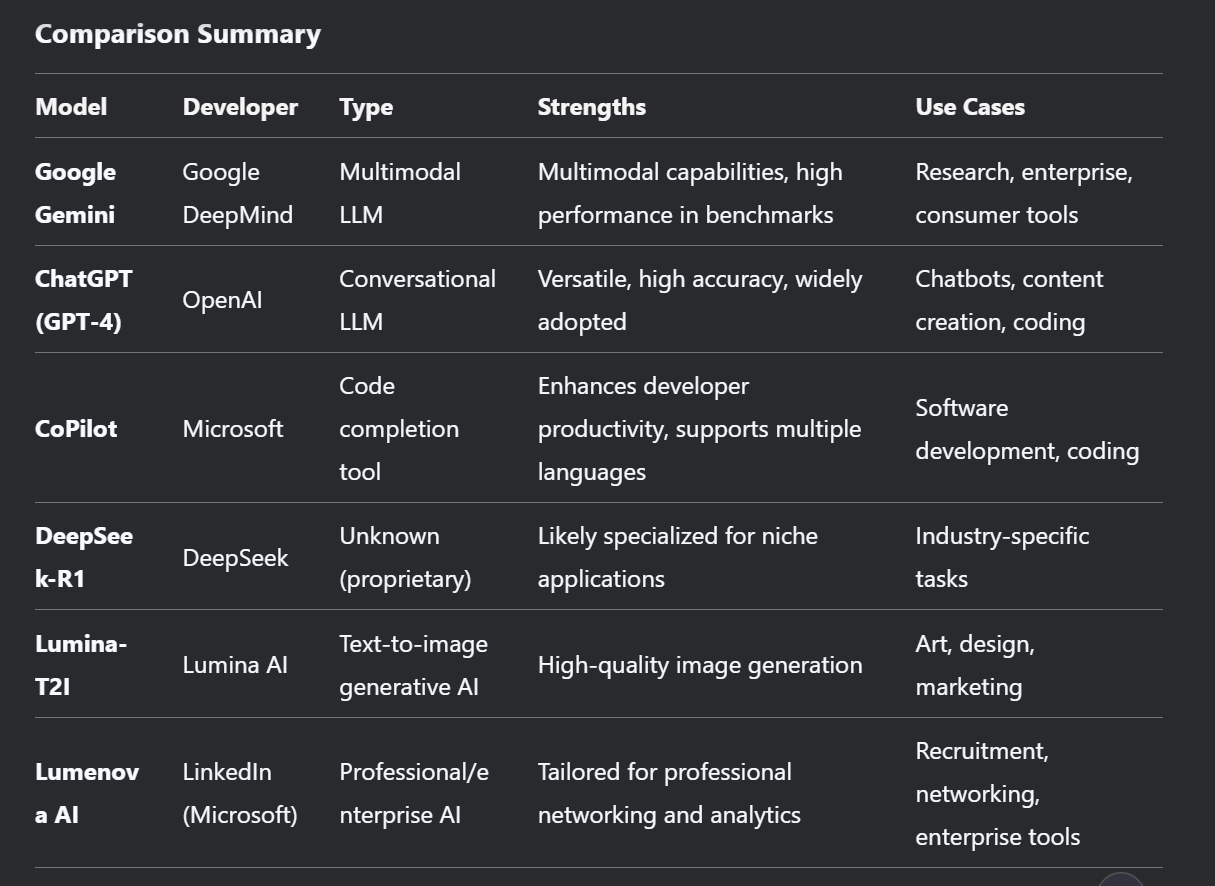 Comparison Summary
Model Developer Type Strengths Use Cases
Google Google Multimodal Multimodal capabilities, high Research, enterprise,
Gemini DeepMind LLM performance in benchmarks consumer tools
ChatGPT Conversational Versatile, high accuracy, widely Chatbots, content
OpenAI
(GPT-4) LLM adopted creation, coding
Code Enhances developer
Software
CoPilot Microsoft completion productivity, supports multiple
development, coding
tool languages
DeepSee Unknown Likely specialized for niche Industry-specific
DeepSeek
k-R1 (proprietary) applications tasks
Lumina- Text-to-image Art, design,
Lumina AI High-quality image generation
T2I generative AI marketing
Recruitment,
Lumenov LinkedIn Professional/e Tailored for professional
networking,
a AI (Microsoft) nterprise AI networking and analytics
enterprise tools